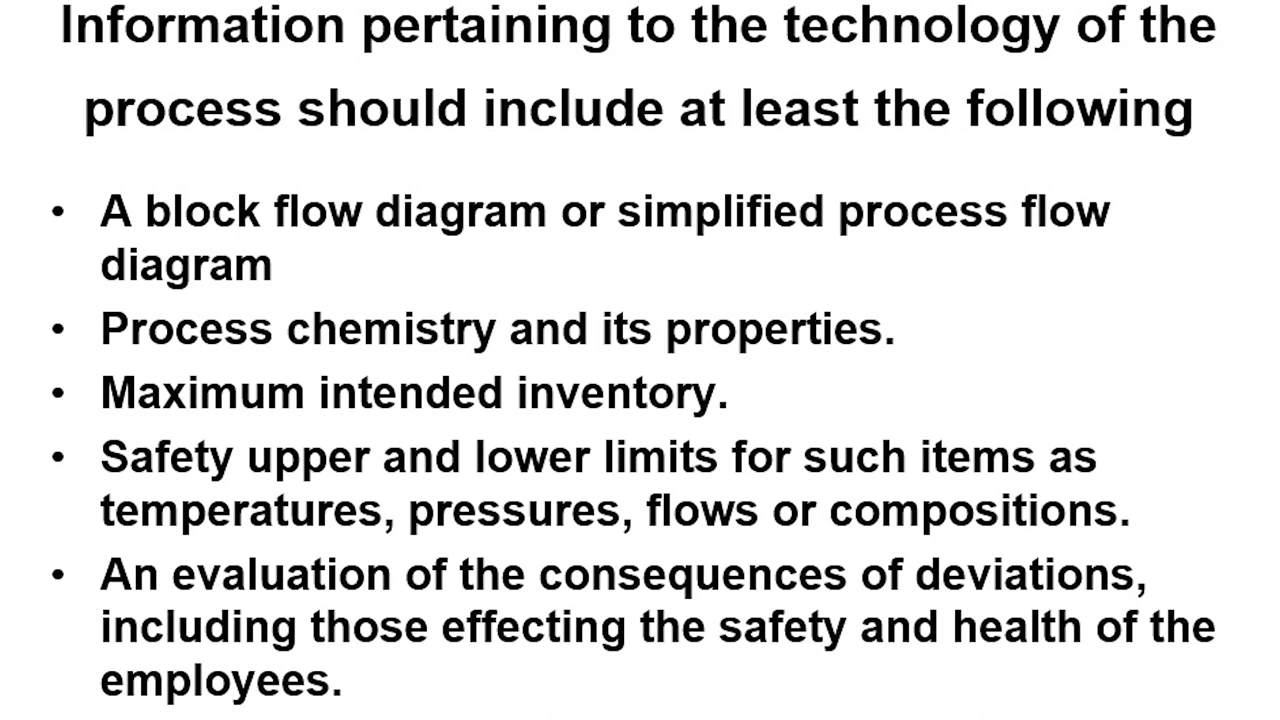 Information pertaining to the technology of the
process should include at least the following
• A block flow diagram or simplified process flow
diagram
• Process chemistry and its properties.
• Maximum intended inventory.
• Safety upper and lower limits for such items as
temperatures, pressures, flows or compositions.
• An evaluation of the consequences of deviations,
including those effecting the safety and health of the
employees.